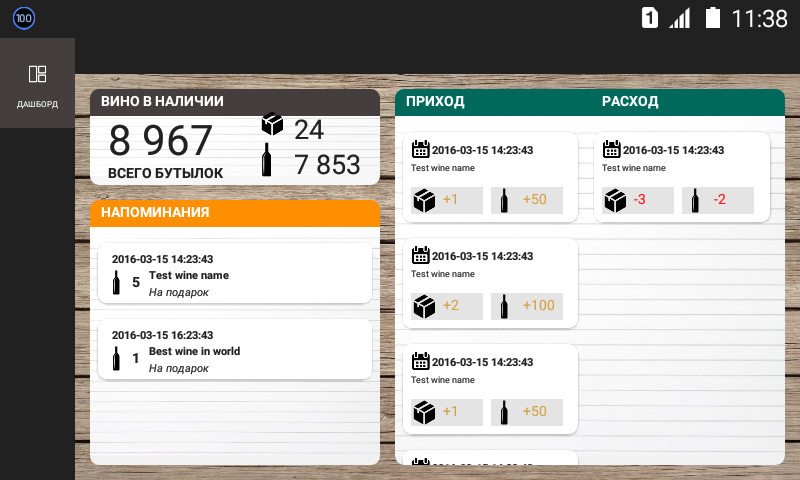 100
1
11:38
ДАШБОРД
ВИНО В НАЛИЧИИ
8 967
24
7 853
ВСЕГО БУТЫЛОК
НАПОМИНАНИЯ
2016-03-15 14:23:43
5 Test wine name
На подарок
2016-03-15 16:23:43
1 Best wine in world
На подарок
ПРИХОД
2016-03-15 14:23:43
Test wine name
+1 +50
2016-03-15 14:23:43
Test wine name
+2 +100
2016-03-15 14:23:43
Test wine name
+1 +50
РАСХОД
2016-03-15 14:23:43
Test wine name
-3 -2